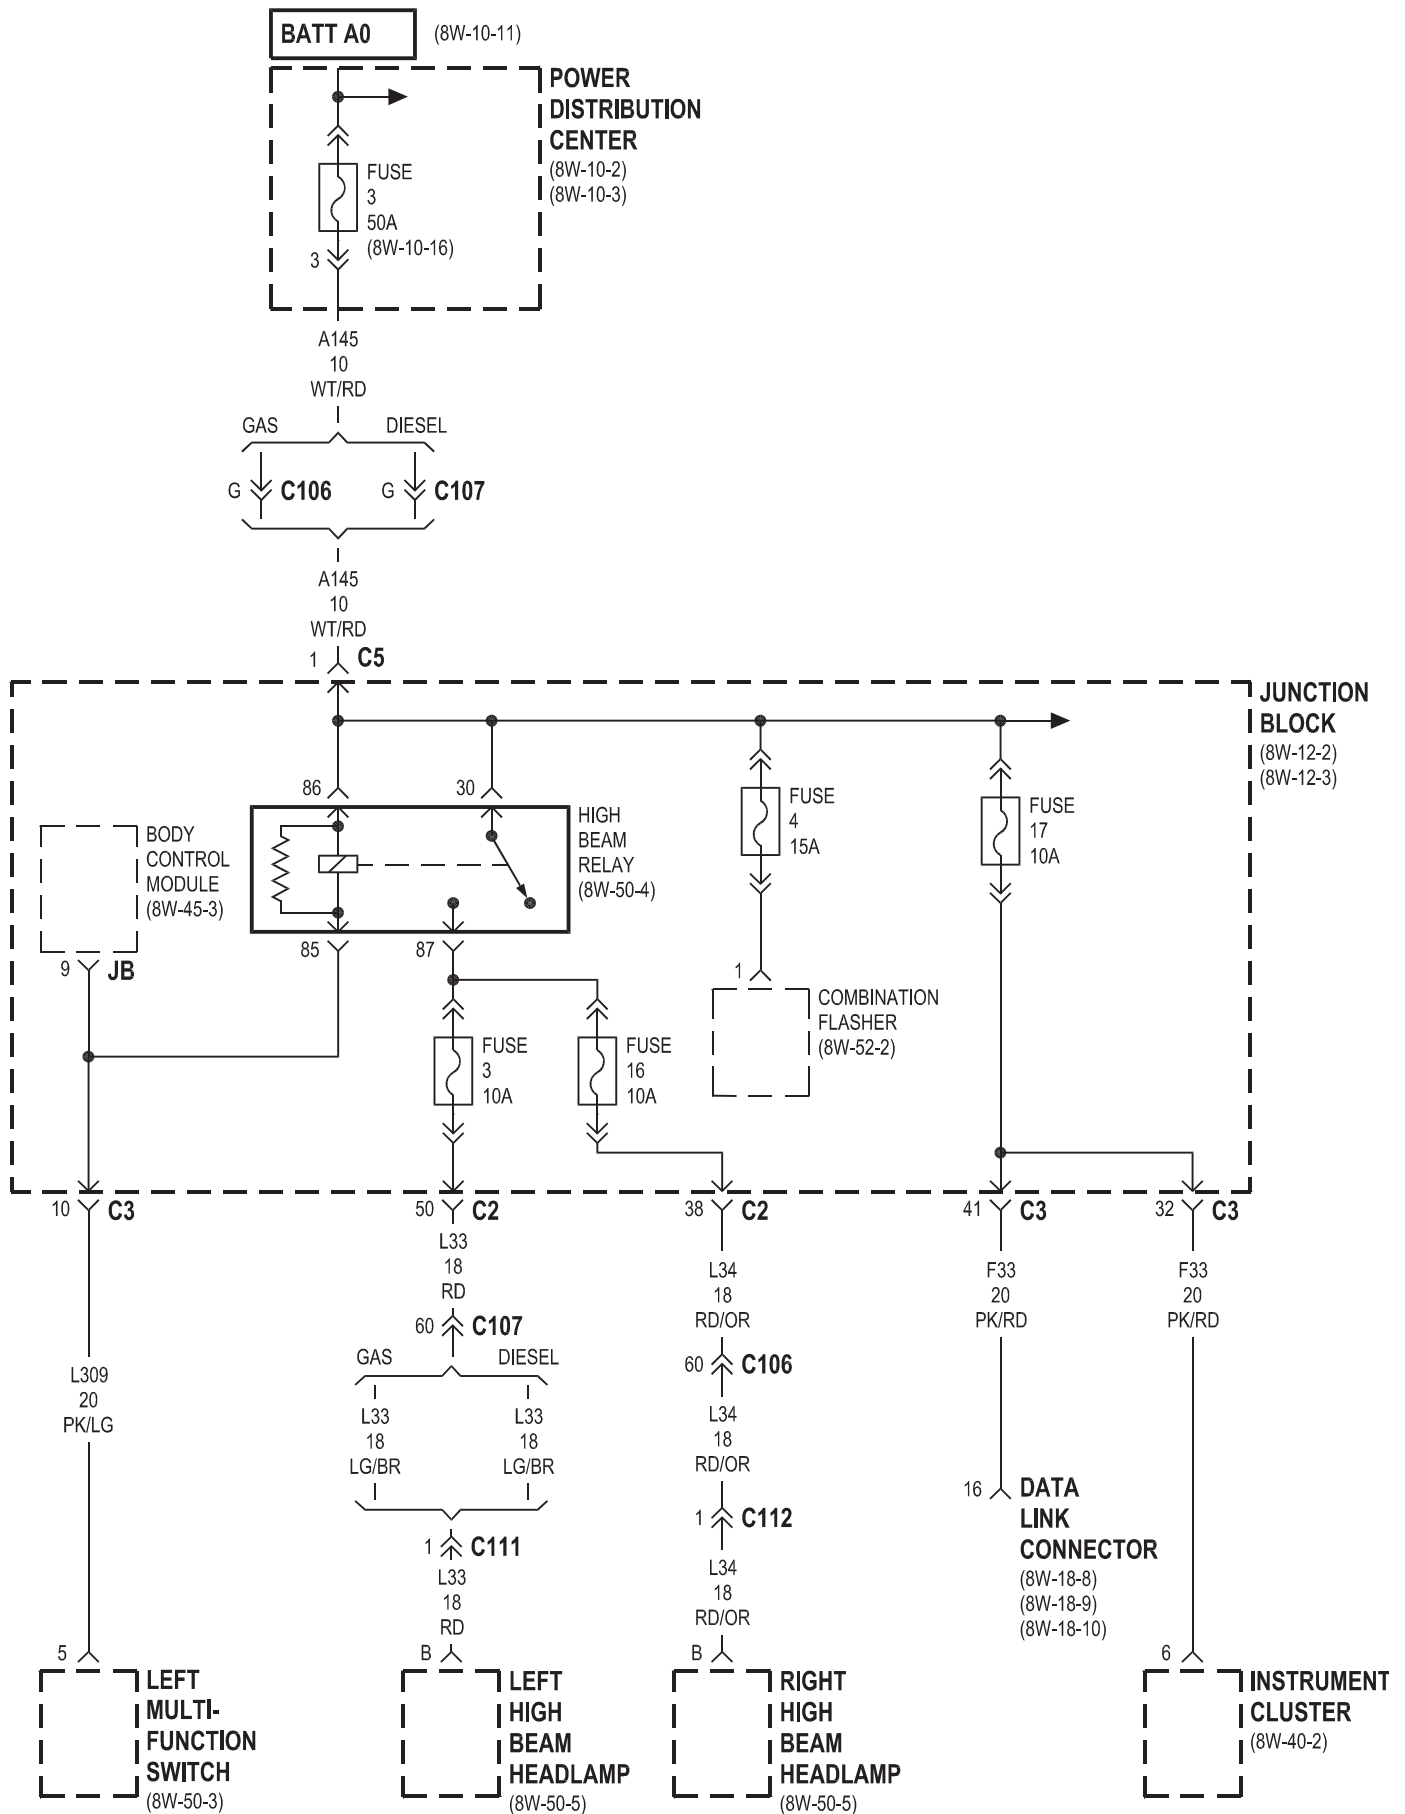 BATT A0
(8W-10-11)
POWER
DISTRIBUTION
CENTER
(8W-10-2)
(8W-10-3)
FUSE
3
50A
(8W-10-16)
3
A145
10
WT/RD
GAS
DIESEL
G
C106
G
C107
A145
10
WT/RD
1
C5
JUNCTION
BLOCK
(8W-12-2)
(8W-12-3)
86
30
HIGH
BEAM
RELAY
(8W-50-4)
FUSE
4
15A
FUSE
17
10A
BODY
CONTROL
MODULE
(8W-45-3)
85
87
9
JB
1
COMBINATION
FLASHER
(8W-52-2)
FUSE
3
10A
FUSE
16
10A
10
C3
50
C2
38
C2
41
C3
32
C3
L33
18
RD
L34
18
RD/OR
F33
20
PK/RD
F33
20
PK/RD
60
C107
GAS
DIESEL
60
C106
L309
20
PK/LG
L33
18
LG/BR
L33
18
LG/BR
L34
18
RD/OR
16
DATA
LINK
CONNECTOR
(8W-18-8)
(8W-18-9)
(8W-18-10)
1
C112
1
C111
L33
18
RD
L34
18
RD/OR
5
LEFT
MULTI-
FUNCTION
SWITCH
(8W-50-3)
B
LEFT
HIGH
BEAM
HEADLAMP
(8W-50-5)
B
RIGHT
HIGH
BEAM
HEADLAMP
(8W-50-5)
6
INSTRUMENT
CLUSTER
(8W-40-2)